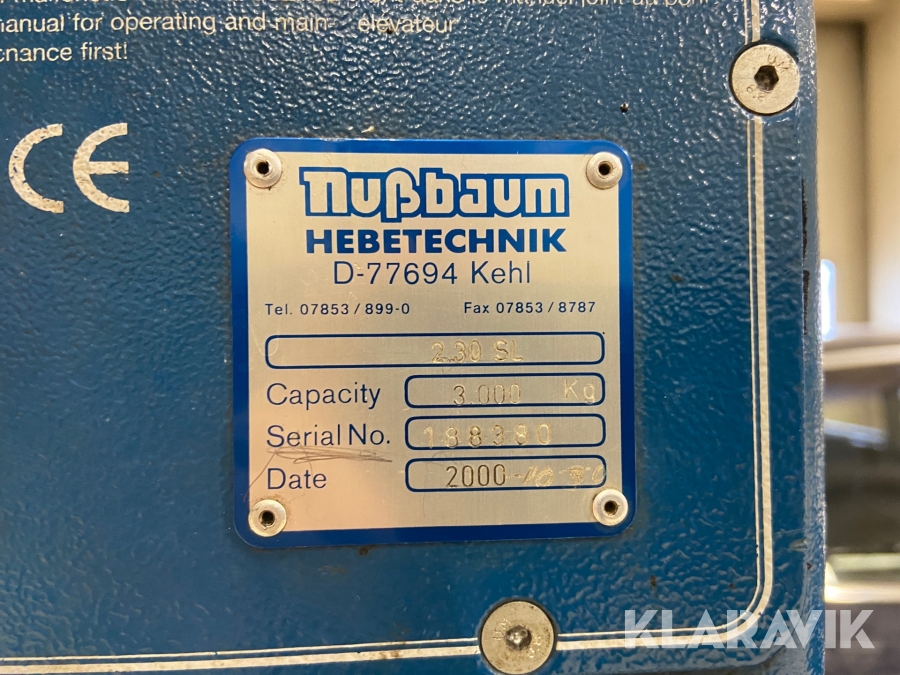 manual for operating and main-
enance first!
elevateur
CE
Nußbaum
HEBETECHNIK
D-77694 Kehl
Tel. 07853 / 899-0 Fax 07853 / 8787
2.30 SL
Capacity 3.000 Kg
Serial No. 188380
Date 2000
KLARAVIK